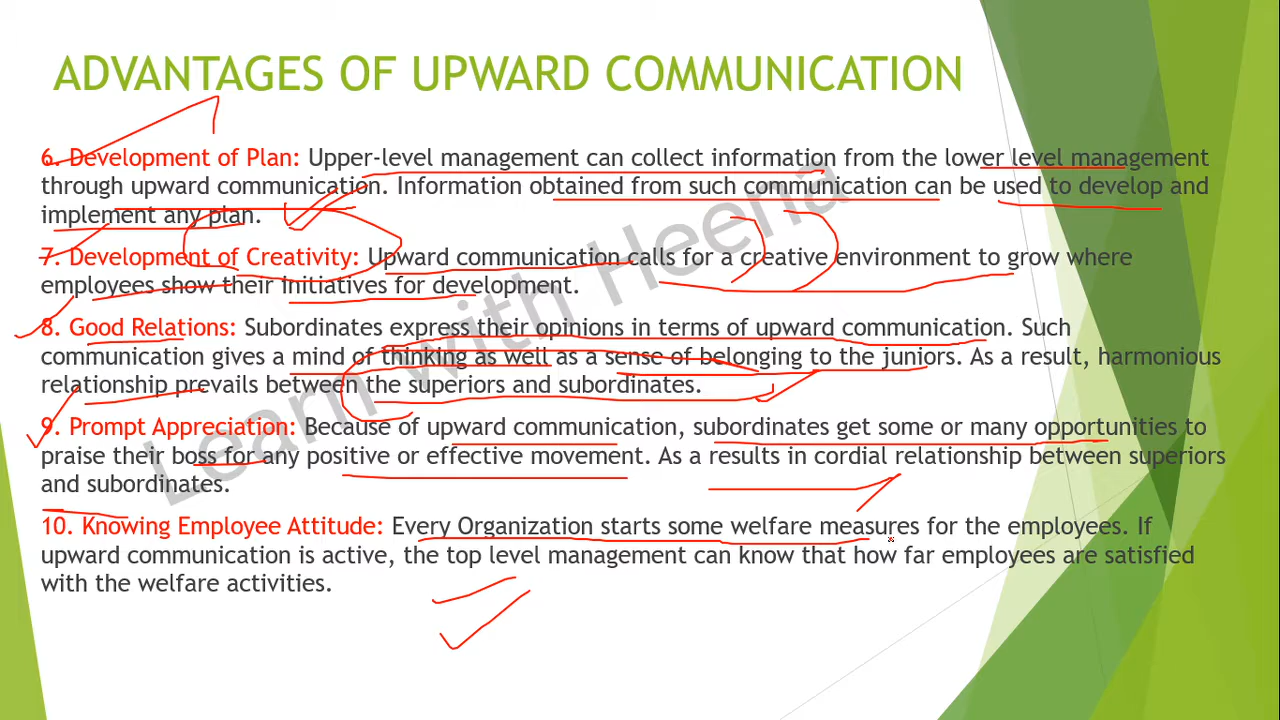 ADVANTAGES OF UPWARD COMMUNICATION
6. Development of Plan: Upper-level management can collect information from the lower level management
through upward communication. Information obtained from such communication can be used to develop and
implement any plan.
7. Development of Creativity: Upward communication calls for a creative environment to grow where
employees show their initiatives for development.
8. Good Relations: Subordinates express their opinions in terms of upward communication. Such
communication gives a mind of thinking as well as a sense of belonging to the juniors. As a result, harmonious
relationship prevails between the superiors and subordinates.
9. Prompt Appreciation: Because of upward communication, subordinates get some or many opportunities to
praise their boss for any positive or effective movement. As a results in cordial relationship between superiors
and subordinates.
10. Knowing Employee Attitude: Every Organization starts some welfare measures for the employees. If
upward communication is active, the top level management can know that how far employees are satisfied
with the welfare activities.
Learn with Heena